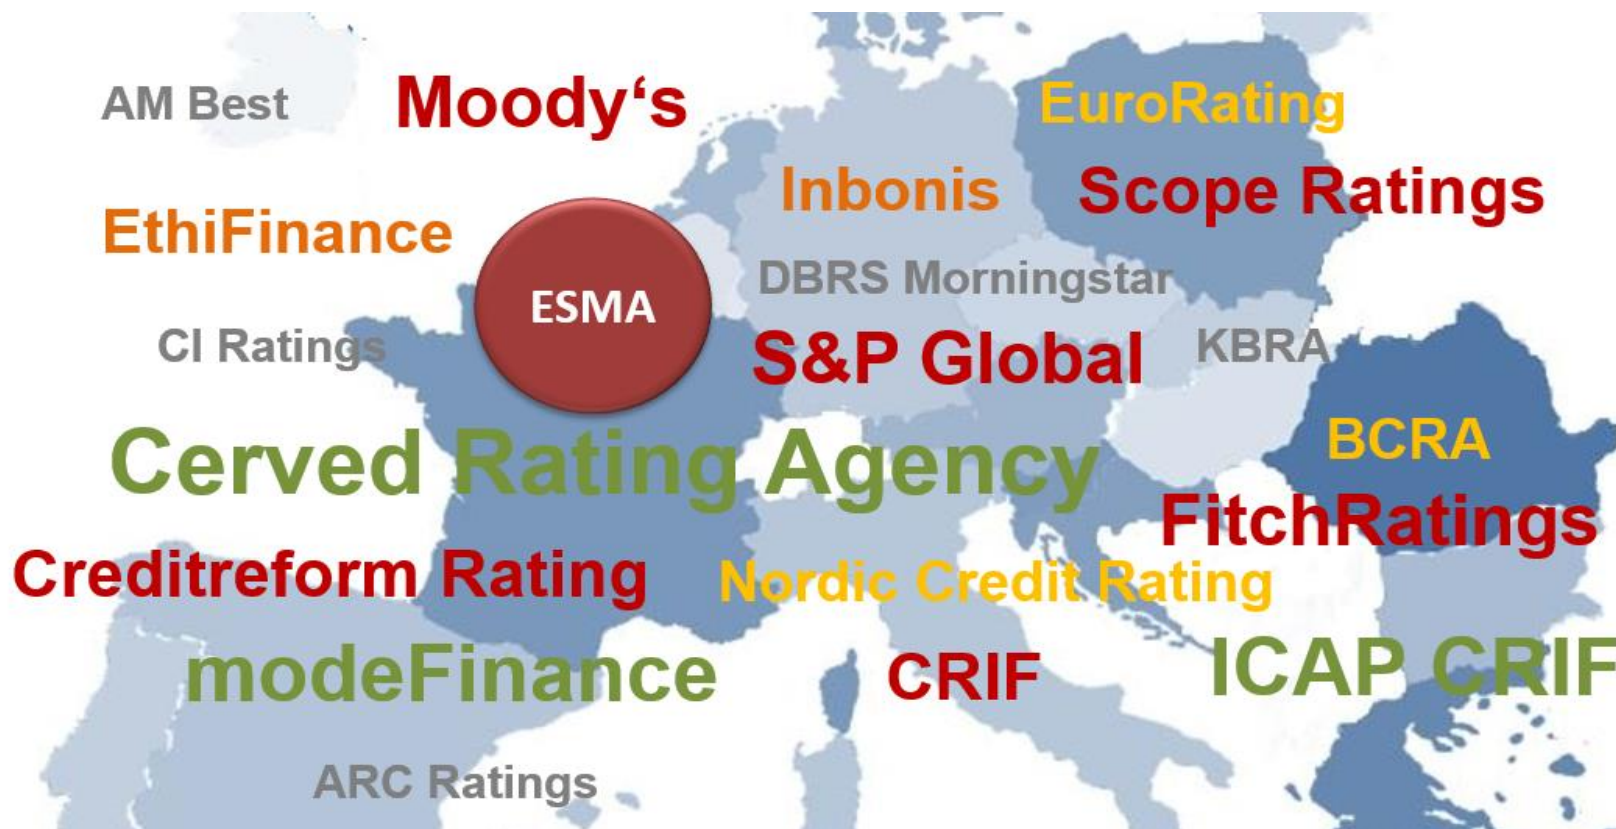 AM Best
Moody‘s
EuroRating
Inbonis
Scope Ratings
EthiFinance
DBRS Morningstar
ESMA
CI Ratings
S&P Global
KBRA
BCRA
Cerved Rating Agency
FitchRatings
Creditreform Rating
Nordic Credit Rating
modeFinance
CRIF
ICAP CRIF
ARC Ratings